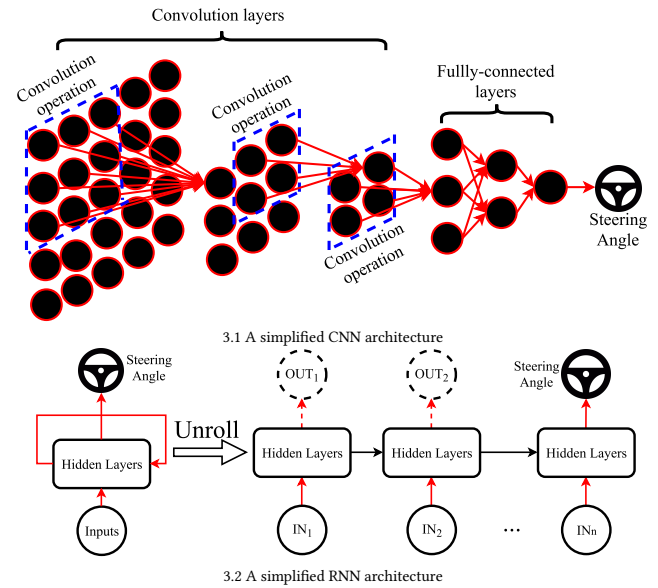 Convolution layers
Convolution
operation
Convolution
operation
Fullly-connected
layers
Convolution
operation
Steering
Angle
3.1 A simplified CNN architecture
Steering
Angle
Unroll
Hidden Layers
Inputs
OUT1
OUT2
Steering
Angle
Hidden Layers
Hidden Layers
Hidden Layers
IN1
IN2
...
INn
3.2 A simplified RNN architecture